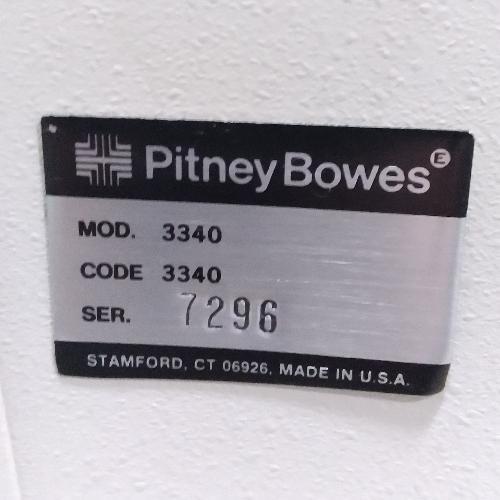 Pitney Bowes Ⓔ
MOD. 3340
CODE 3340
SER. 7296
STAMFORD, CT 06926, MADE IN U.S.A.